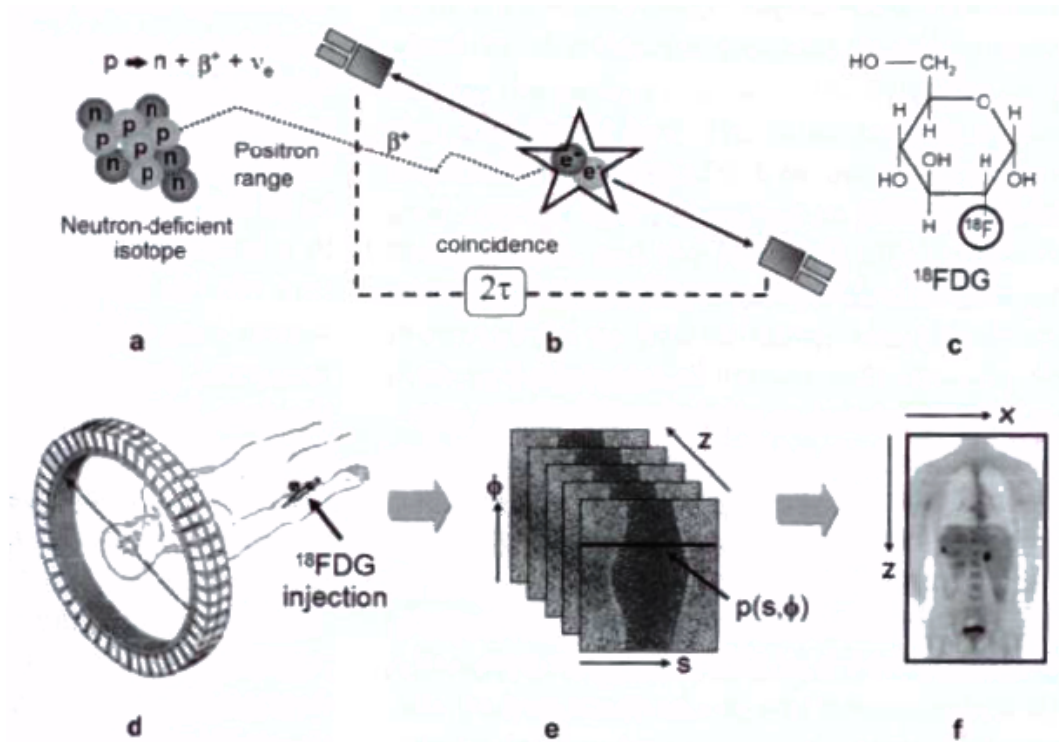 p → n + β⁺ + νₑ
n
n
p
p
p
p
n
p
n
n
Positron
range
Neutron-deficient
isotope
a
β⁺
e⁺
e⁻
coincidence
2τ
b
HO
CH₂
O
H
H
H
H
OH
H
HO
OH
H
¹⁸F
¹⁸FDG
c
¹⁸FDG
injection
d
Z
ϕ
p(s,ϕ)
s
e
x
z
f